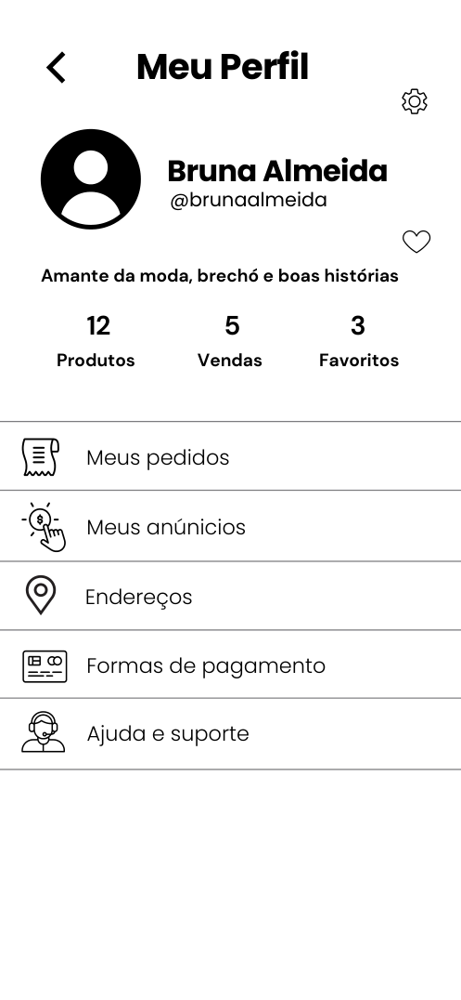 Meu Perfil
Bruna Almeida
@brunaalmeida
Amante da moda, brechó e boas histórias
12 5 3
Produtos Vendas Favoritos
Meus pedidos
$
Meus anúnicios
Endereços
Formas de pagamento
Ajuda e suporte